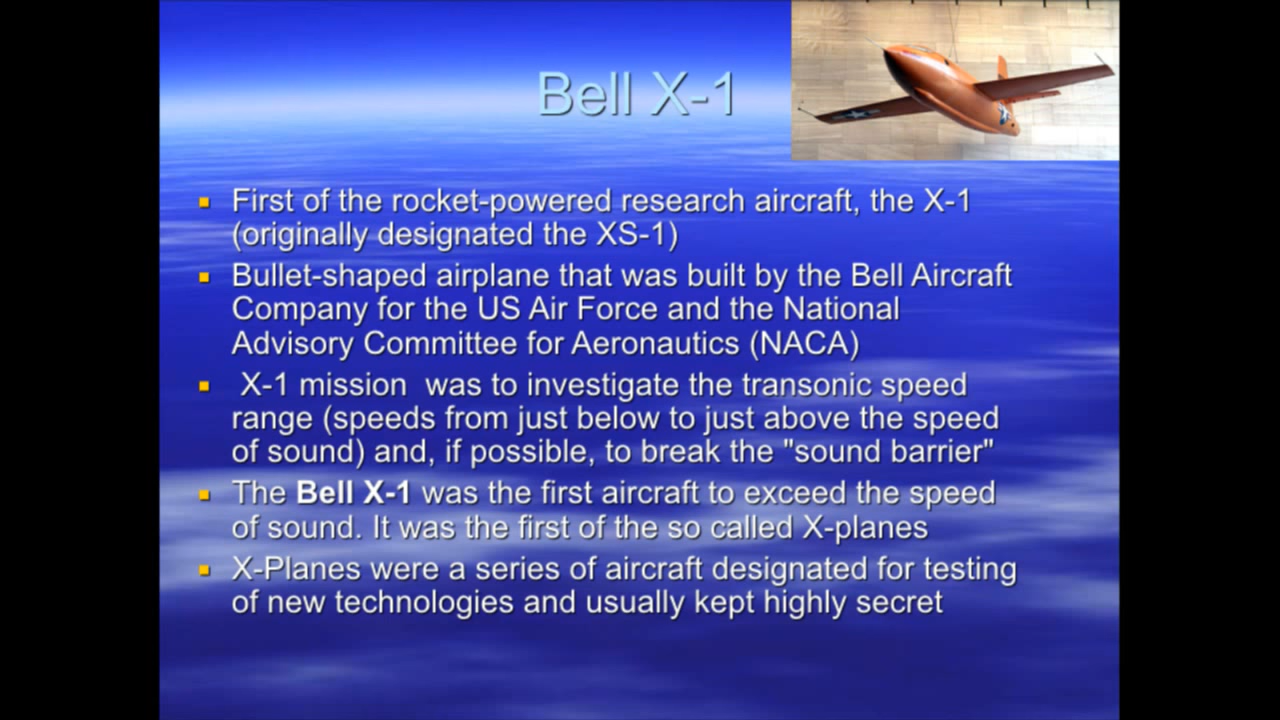 Bell X-1
First of the rocket-powered research aircraft, the X-1
(originally designated the XS-1)
Bullet-shaped airplane that was built by the Bell Aircraft
Company for the US Air Force and the National
Advisory Committee for Aeronautics (NACA)
X-1 mission  was to investigate the transonic speed
range (speeds from just below to just above the speed
of sound) and, if possible, to break the "sound barrier"
The Bell X-1 was the first aircraft to exceed the speed
of sound. It was the first of the so called X-planes
X-Planes were a series of aircraft designated for testing
of new technologies and usually kept highly secret